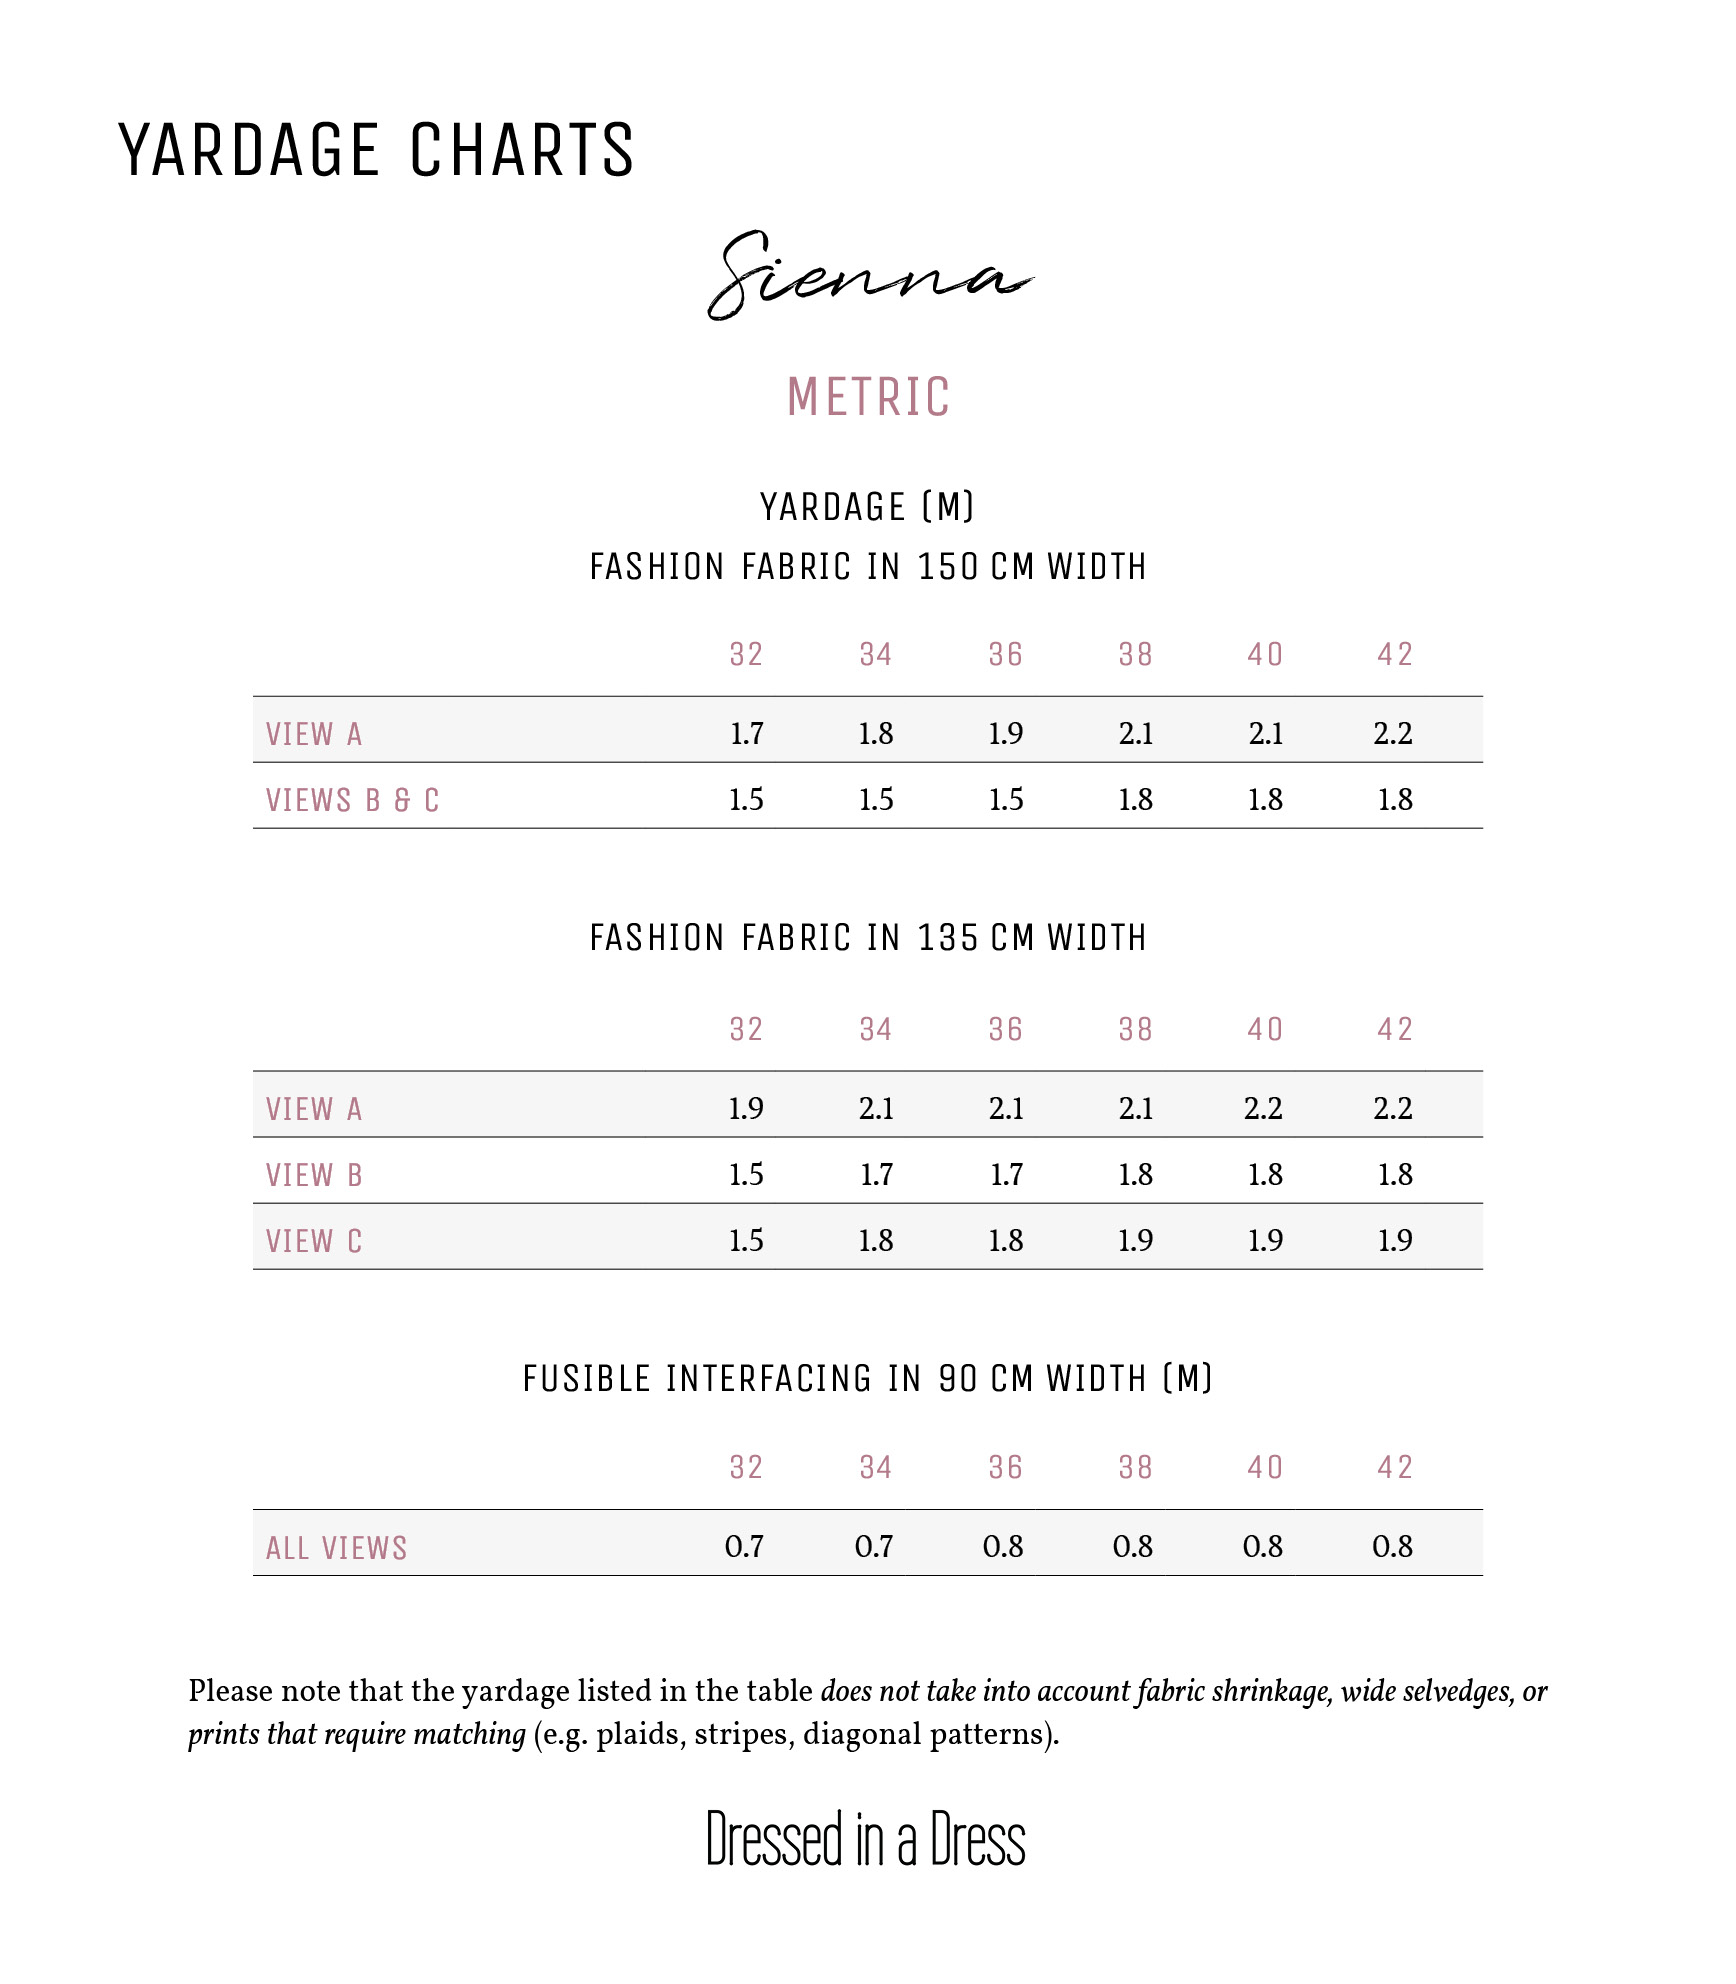 YARDAGE CHARTS
Sienna
METRIC
YARDAGE (M)
FASHION FABRIC IN 150 CM WIDTH
32 34 36 38 40 42
VIEW A 1.7 1.8 1.9 2.1 2.1 2.2
VIEWS B & C 1.5 1.5 1.5 1.8 1.8 1.8
FASHION FABRIC IN 135 CM WIDTH
32 34 36 38 40 42
VIEW A 1.9 2.1 2.1 2.1 2.2 2.2
VIEW B 1.5 1.7 1.7 1.8 1.8 1.8
VIEW C 1.5 1.8 1.8 1.9 1.9 1.9
FUSIBLE INTERFACING IN 90 CM WIDTH (M)
32 34 36 38 40 42
ALL VIEWS 0.7 0.7 0.8 0.8 0.8 0.8
Please note that the yardage listed in the table does not take into account fabric shrinkage, wide selvedges, or
prints that require matching (e.g. plaids, stripes, diagonal patterns).
Dressed in a Dress